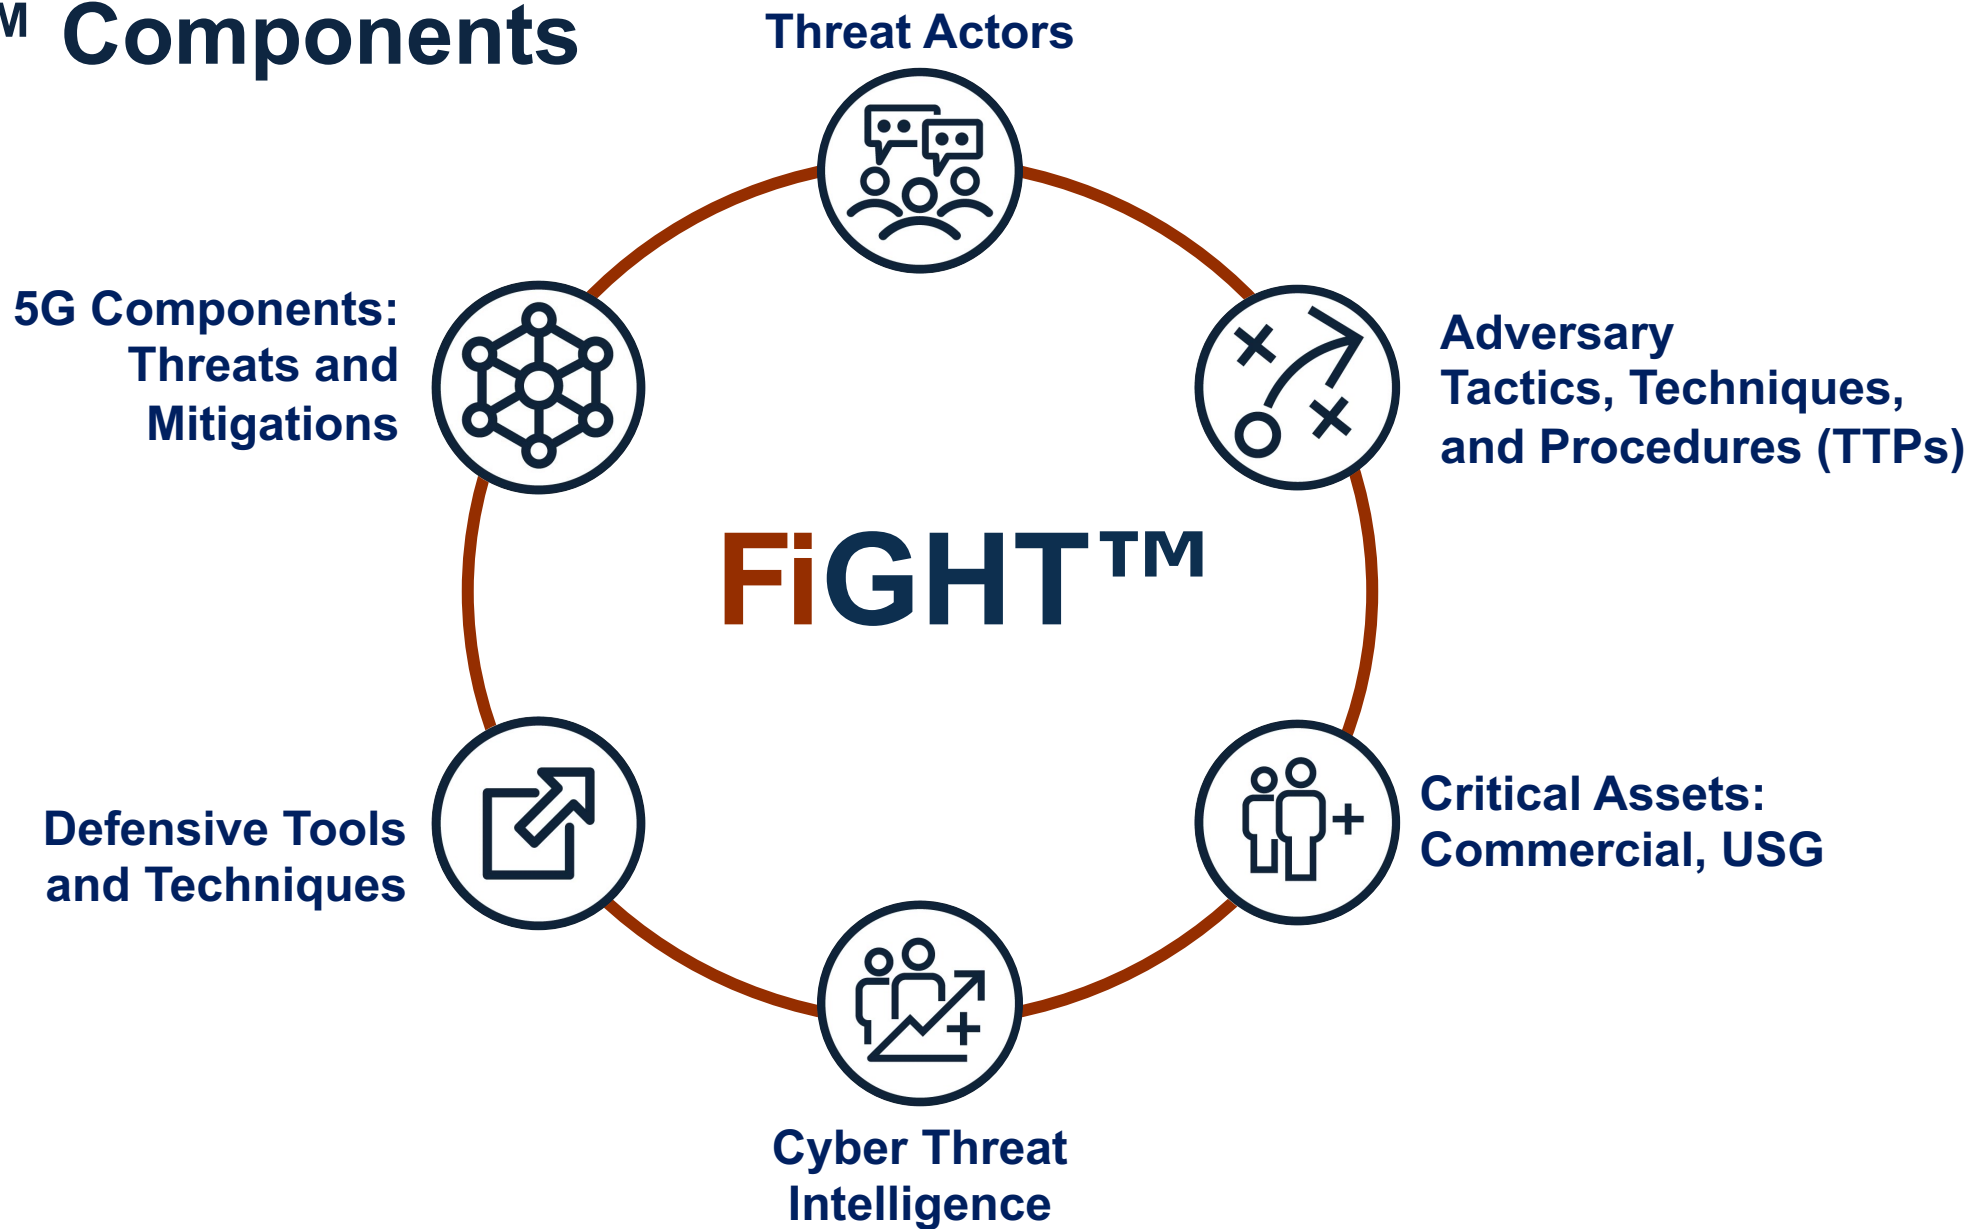 ™ Components
Threat Actors
5G Components:
Threats and
Mitigations
Adversary
Tactics, Techniques,
and Procedures (TTPs)
FiGHT™
Defensive Tools
and Techniques
Critical Assets:
Commercial, USG
Cyber Threat
Intelligence